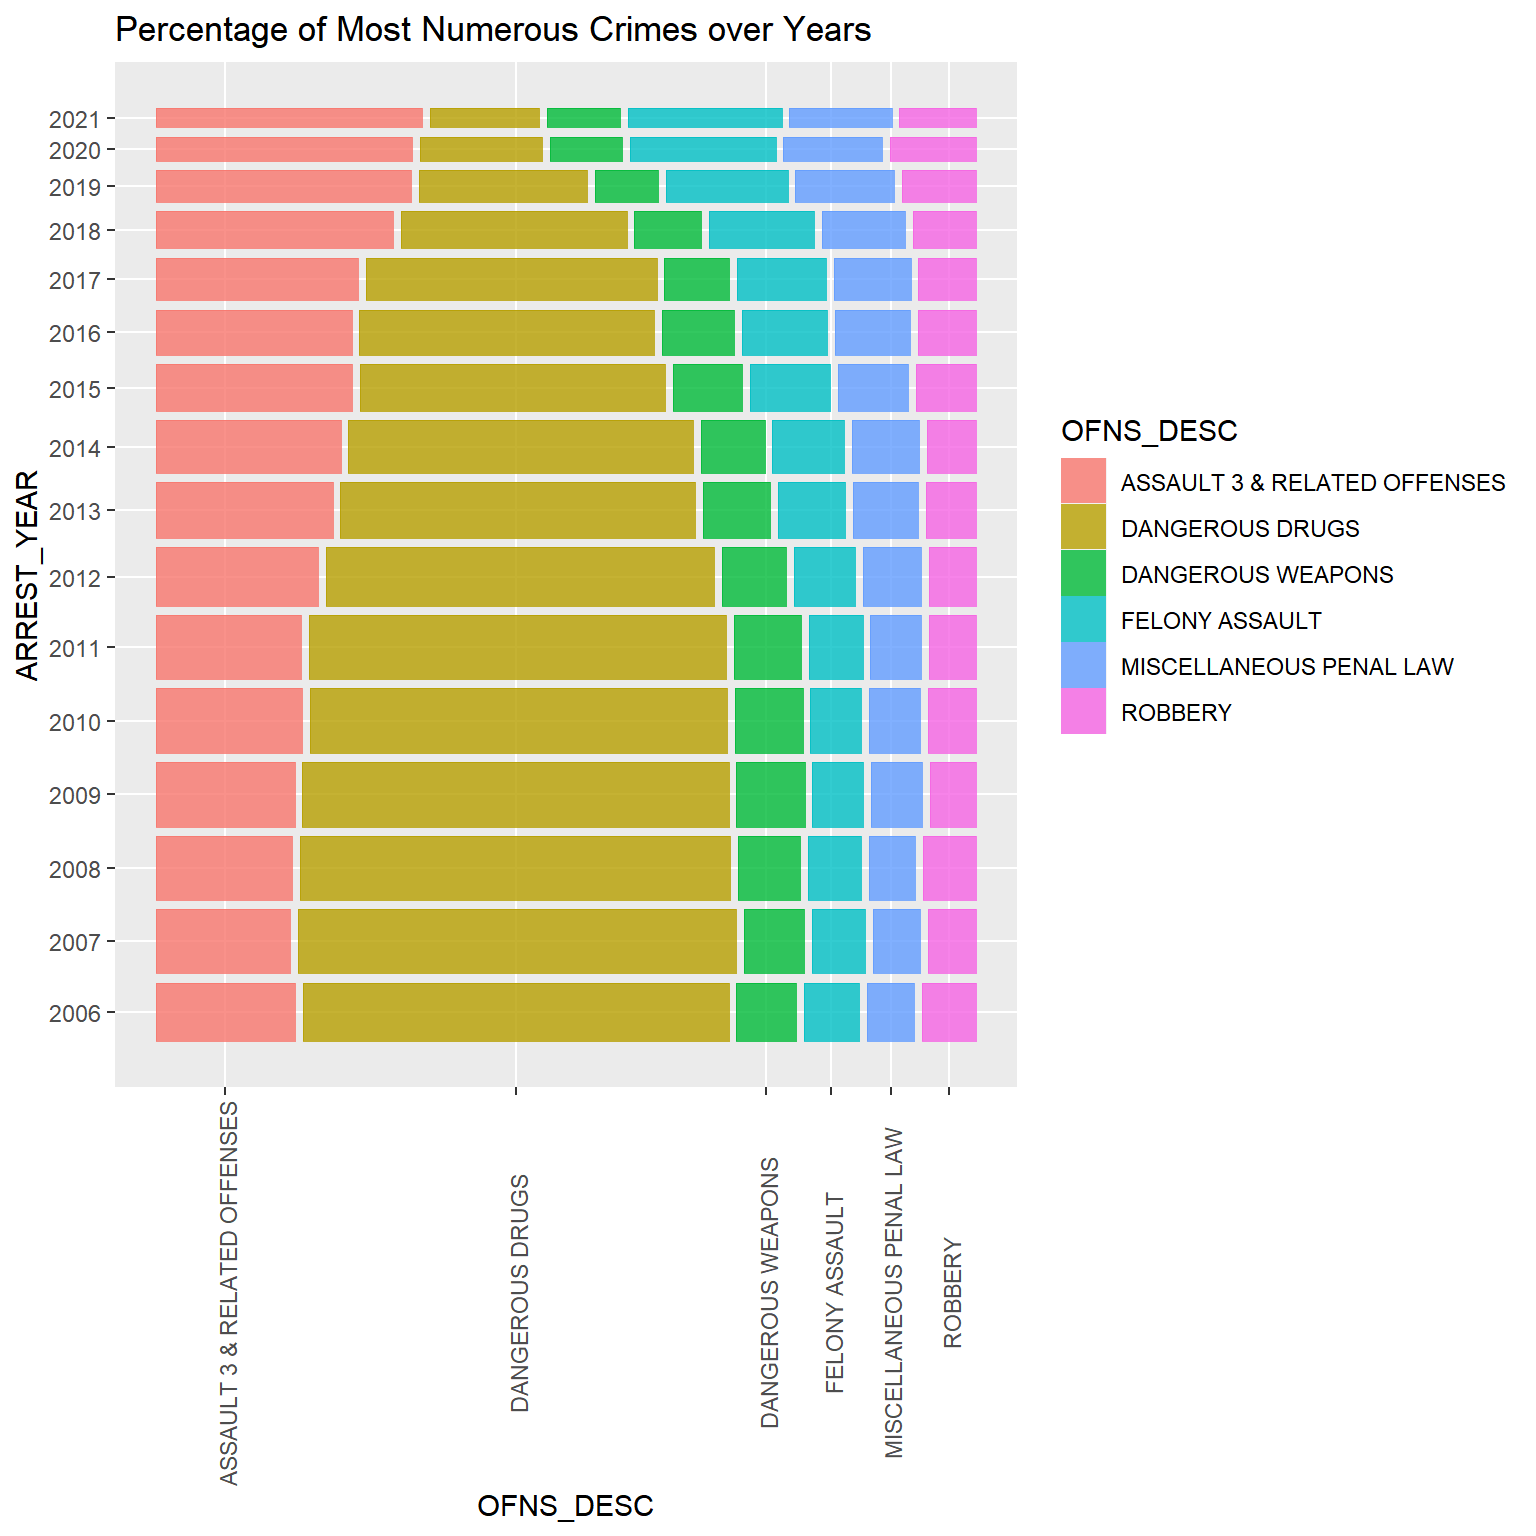 Percentage of Most Numerous Crimes over Years
ARREST_YEAR
2021
2020
2019
2018
2017
2016
2015
2014
2013
2012
2011
2010
2009
2008
2007
2006
ASSAULT 3 & RELATED OFFENSES
DANGEROUS DRUGS
DANGEROUS WEAPONS
FELONY ASSAULT
MISCELLANEOUS PENAL LAW
ROBBERY
OFNS_DESC
OFNS_DESC
ASSAULT 3 & RELATED OFFENSES
DANGEROUS DRUGS
DANGEROUS WEAPONS
FELONY ASSAULT
MISCELLANEOUS PENAL LAW
ROBBERY